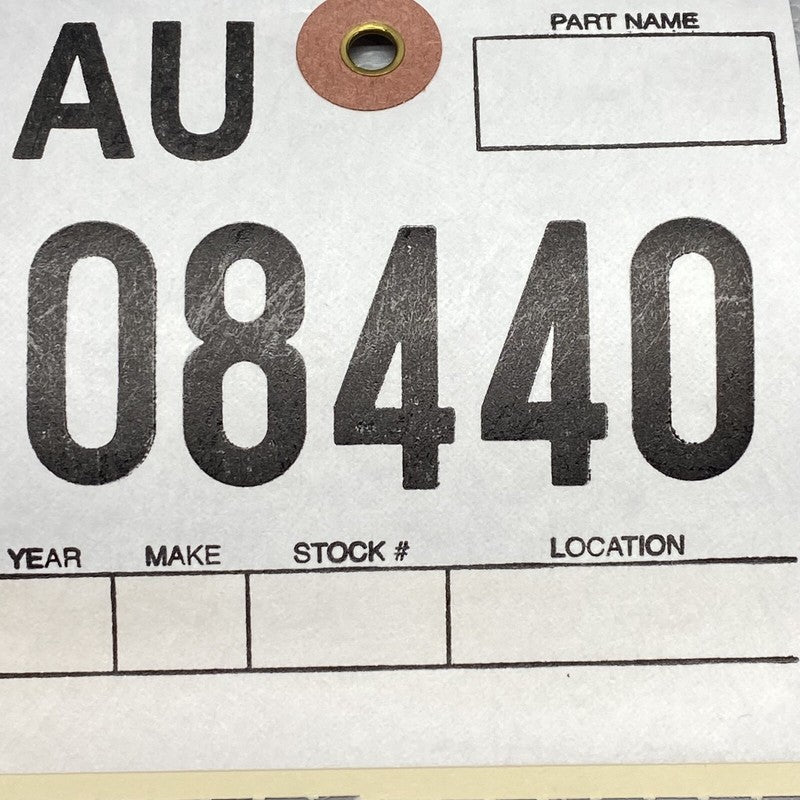 AU
PART NAME
08440
YEAR MAKE STOCK # LOCATION